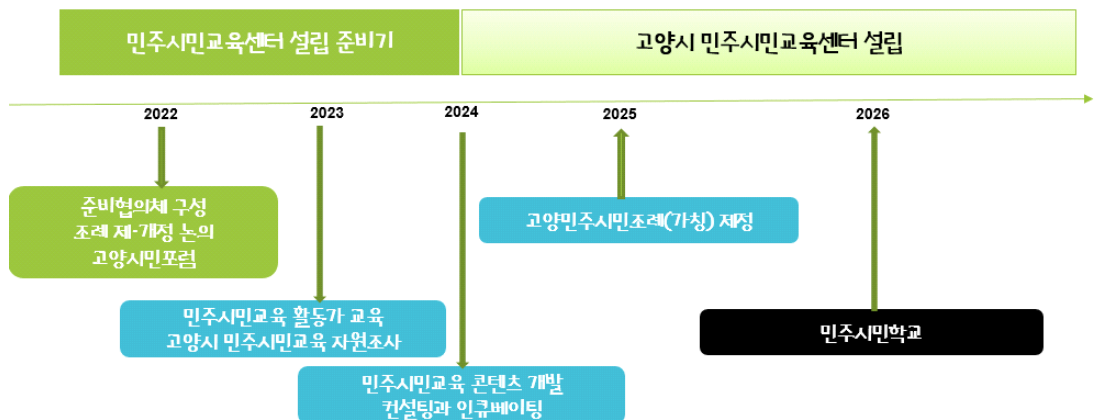 민주시민교육센터 설립 준비기
고양시 민주시민교육센터 설립
2022
2023
2024
2025
2026
준비협의체 구성
조례 제·개정 논의
고양시민포럼
고양민주시민조례(가칭) 제정
민주시민교육 활동가 교육
고양시 민주시민교육 자원조사
민주시민학교
민주시민교육 콘텐츠 개발
컨설팅과 인큐베이팅